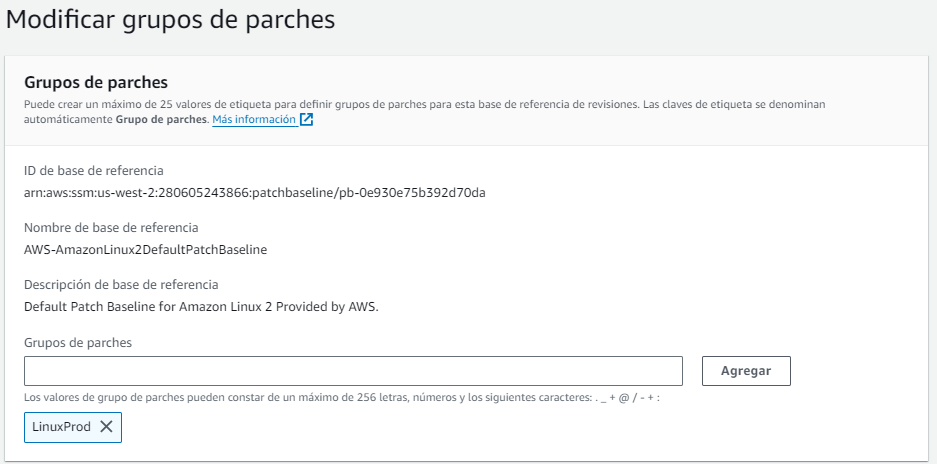 Modificar grupos de parches
Grupos de parches
Puede crear un máximo de 25 valores de etiqueta para definir grupos de parches para esta base de referencia de revisiones. Las claves de etiqueta se denominan
automáticamente Grupo de parches. Más información
ID de base de referencia
arn:aws:ssm:us-west-2:280605243866:patchbaseline/pb-0e930e75b392d70da
Nombre de base de referencia
AWS-AmazonLinux2DefaultPatchBaseline
Descripción de base de referencia
Default Patch Baseline for Amazon Linux 2 Provided by AWS.
Grupos de parches
Agregar
Los valores de grupo de parches pueden constar de un máximo de 256 letras, números y los siguientes caracteres: . _ + @ / - + :
LinuxProd